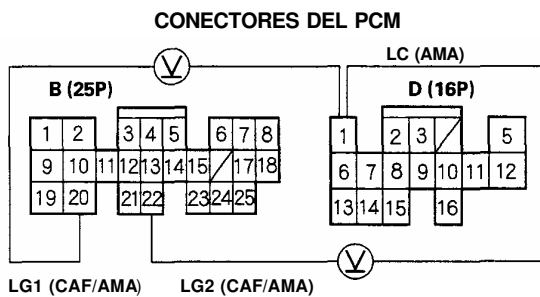 CONECTORES DEL PCM
V
LC (AMA)
B (25P)
D (16P)
1 2 3 4 5 6 7 8
9 10 11 12 13 14 15 17 18
19 20 21 22 23 24 25
1 2 3 5
6 7 8 9 10 11 12
13 14 15 16
V
LG1 (CAF/AMA)
LG2 (CAF/AMA)